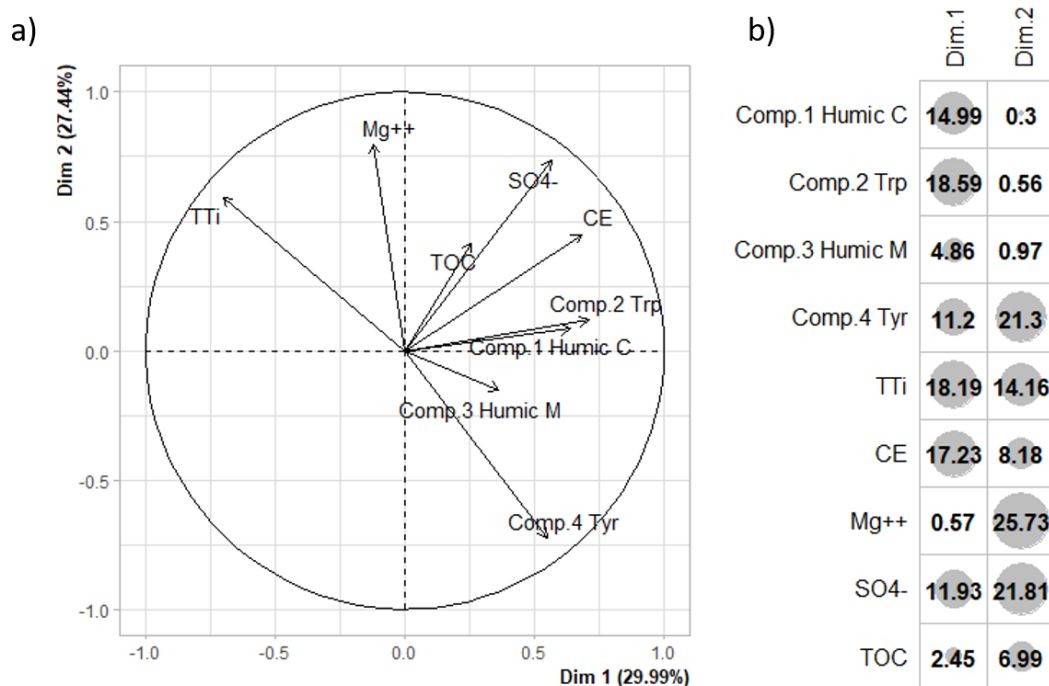 a)
Dim 2 (27.44%)
1.0
0.5
0.0
-0.5
-1.0
Mg++
SO4-
TTi
CE
TOC
Comp.2 Trp
Comp.1 Humic C
Comp.3 Humic M
Comp.4 Tyr
-1.0 -0.5 0.0 0.5 1.0
Dim 1 (29.99%)
b)
Dim.1 Dim.2
Comp.1 Humic C 14.99 0.3
Comp.2 Trp 18.59 0.56
Comp.3 Humic M 4.86 0.97
Comp.4 Tyr 11.2 21.3
TTi 18.19 14.16
CE 17.23 8.18
Mg++ 0.57 25.73
SO4- 11.93 21.81
TOC 2.45 6.99